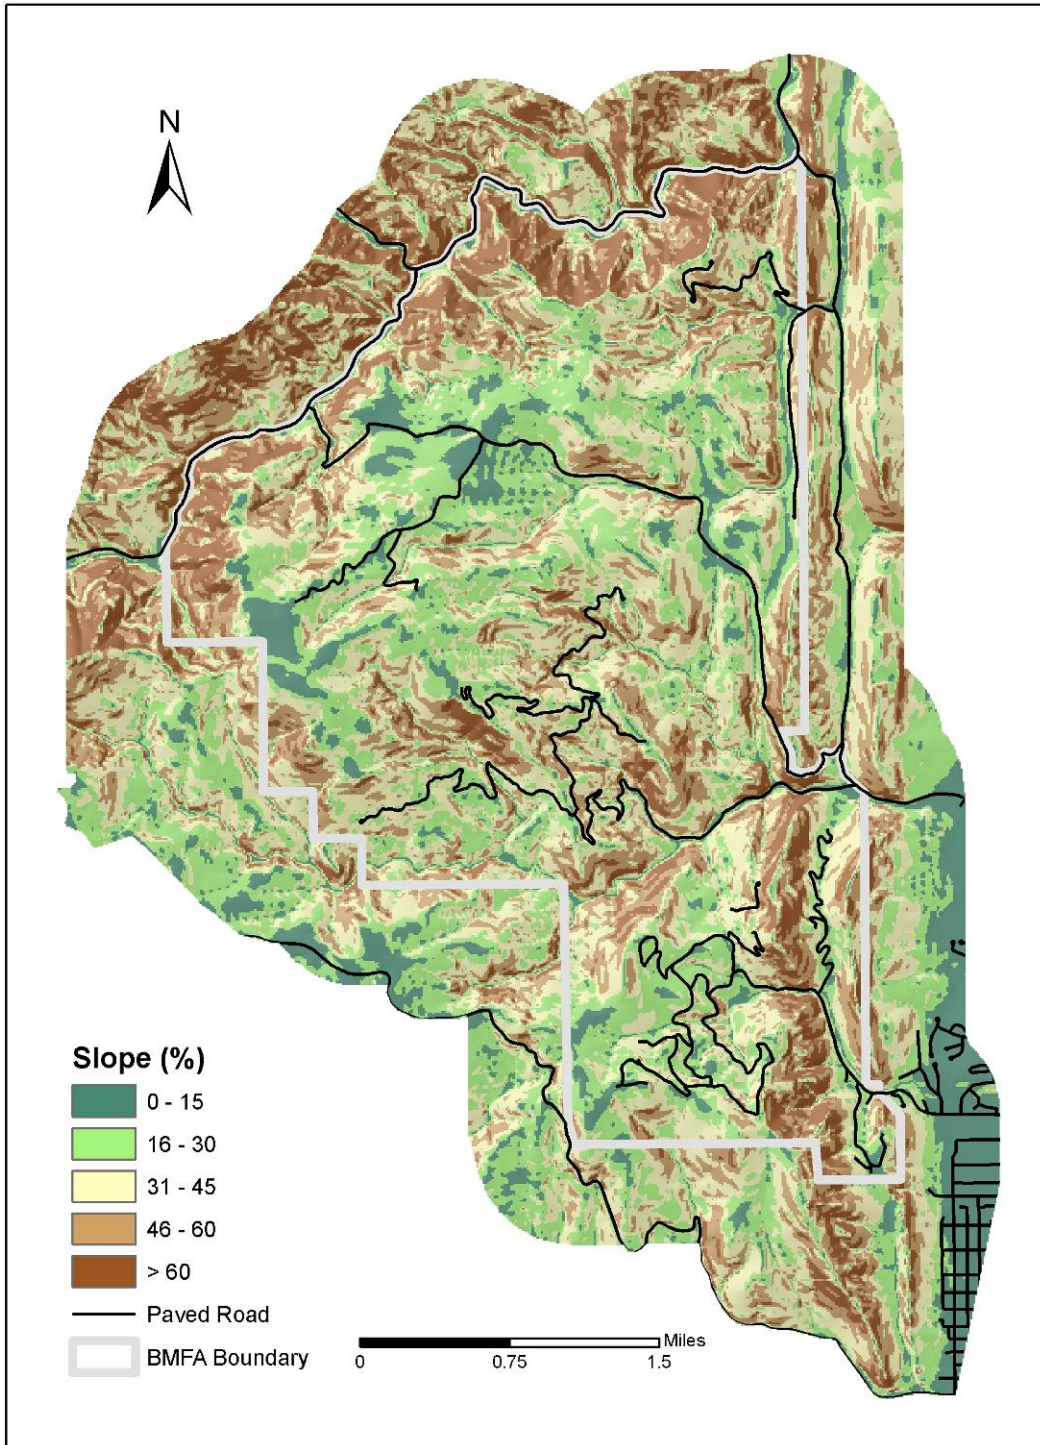 N
Slope (%)
0 - 15
16 - 30
31 - 45
46 - 60
> 60
Paved Road
BMFA Boundary
Miles
0 0.75 1.5